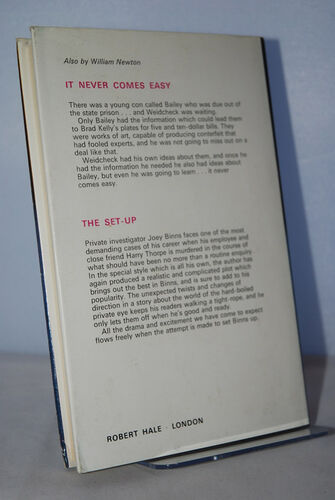 Also by William Newton
IT NEVER COMES EASY
There was a young con called Bailey who was due out of
the state prison . . . and Weidcheck was waiting.
Only Bailey had the information which could lead them
to Brad Kelly's plates for five and ten-dollar bills. They
were works of art, capable of producing conterfeit that
had fooled experts, and he was not going to miss out on a
deal like that.
Weidcheck had his own ideas about them, and once he
had the information he needed he also had ideas about
Bailey, but even he was going to learn . . . it never
comes easy.
THE SET-UP
Private investigator Joey Binns faces one of the most
demanding cases of his career when his employee and
close friend Harry Thorpe is murdered in the course of
what should have been no more than a routine enquiry.
In the special style which is all his own, the author has
again produced a realistic and complicated plot which
brings out the best in Binns, and is sure to add to his
popularity. The unexpected twists and changes of
direction in a story about the world of the hard-boiled
private eye keeps his readers walking a tight-rope, and he
only lets them off when he's good and ready.
All the drama and excitement we have come to expect
flows freely when the attempt is made to set Binns up.
ROBERT HALE · LONDON